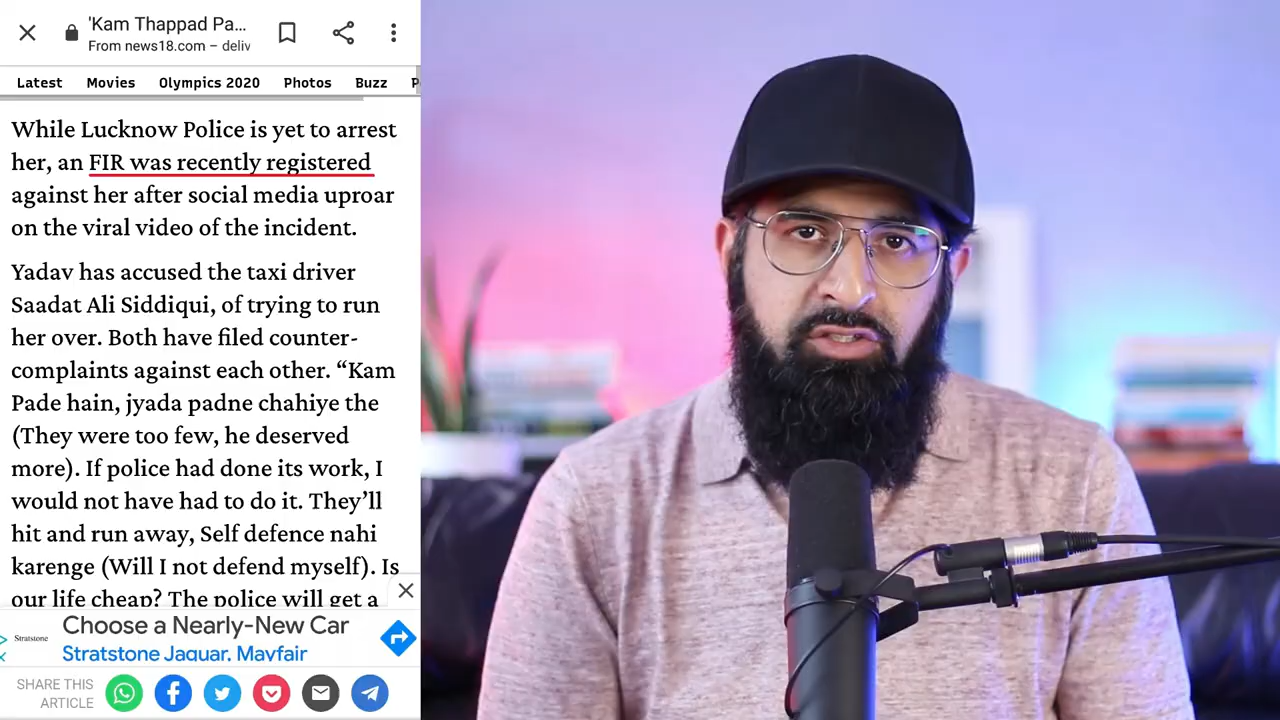 'Kam Thappad Pa...
From news18.com – deliv
Latest Movies Olympics 2020 Photos Buzz P
While Lucknow Police is yet to arrest
her, an FIR was recently registered
against her after social media uproar
on the viral video of the incident.
Yadav has accused the taxi driver
Saadat Ali Siddiqui, of trying to run
her over. Both have filed counter-
complaints against each other. “Kam
Pade hain, jyada padne chahiye the
(They were too few, he deserved
more). If police had done its work, I
would not have had to do it. They’ll
hit and run away, Self defence nahi
karenge (Will I not defend myself). Is
our life cheap? The police will get a
Choose a Nearly-New Car
Stratstone
Stratstone Jaguar, Mayfair
SHARE THIS
ARTICLE